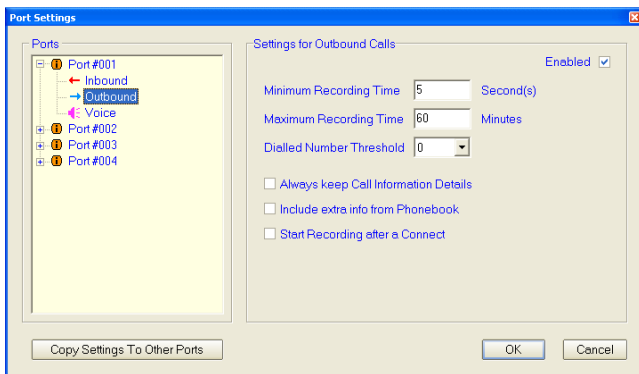 Port Settings
Ports
Port #001
Inbound
Outbound
Voice
Port #002
Port #003
Port #004
Settings for Outbound Calls
Enabled
Minimum Recording Time 5 Second(s)
Maximum Recording Time 60 Minutes
Dialled Number Threshold 0
Always keep Call Information Details
Include extra info from Phonebook
Start Recording after a Connect
Copy Settings To Other Ports
OK
Cancel